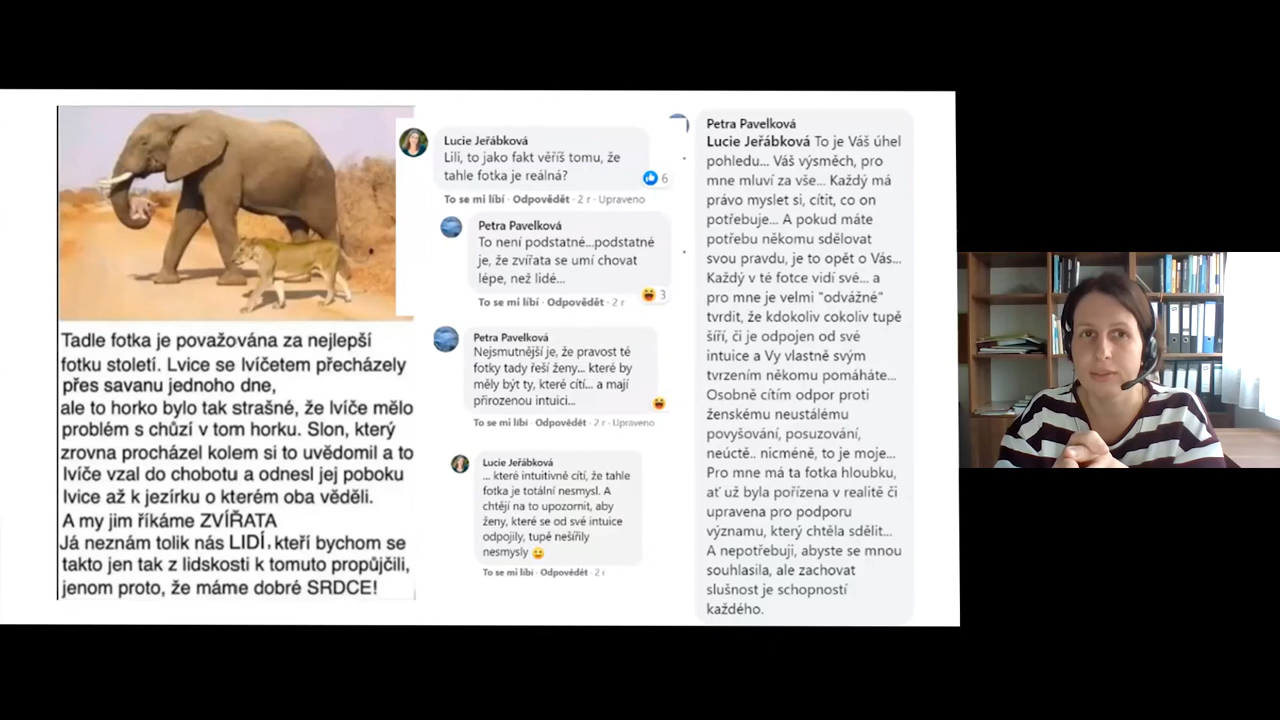 Tadle fotka je považována za nejlepší
fotku století. Lvice se lvíčetem přecházely
přes savanu jednoho dne,
ale to horko bylo tak strašné, že lvíče mělo
problém s chůzí v tom horku. Slon, který
zrovna procházel kolem si to uvědomil a to
lvíče vzal do chobotu a odnesl jej poboku
lvice až k jezírku o kterém oba věděli.
A my jim říkáme ZVÍŘATA
Já neznám tolik nás LIDÍ, kteří bychom se
takto jen tak z lidskosti k tomuto propůjčili,
jenom proto, že máme dobré SRDCE!
Lucie Jeřábková
Lili, to jako fakt věříš tomu, že
tahle fotka je reálná?
6
To se mi líbí · Odpovědět · 2 r · Upraveno
Petra Pavelková
To není podstatné...podstatné
je, že zvířata se umí chovat
lépe, než lidé...
3
To se mi líbí · Odpovědět · 2 r
Petra Pavelková
Nejsmutnější je, že pravost té
fotky tady řeší ženy... které by
měly být ty, které cítí... a mají
přirozenou intuici...
To se mi líbí · Odpovědět · 2 r · Upraveno
Lucie Jeřábková
... které intuitivně cítí, že tahle
fotka je totální nesmysl. A
chtějí na to upozornit, aby
ženy, které se od své intuice
odpojily, tupě nešířily
nesmysly
To se mi líbí · Odpovědět · 2 r
Petra Pavelková
Lucie Jeřábková To je Váš úhel
pohledu... Váš výsměch, pro
mne mluví za vše... Každý má
právo myslet si, cítit, co on
potřebuje... A pokud máte
potřebu někomu sdělovat
svou pravdu, je to opět o Vás...
Každý v té fotce vidí své... a
pro mne je velmi "odvážné"
tvrdit, že kdokoliv cokoliv tupě
šíří, či je odpojen od své
intuice a Vy vlastně svým
tvrzením někomu pomáháte...
Osobně cítím odpor proti
ženskému neustálému
povyšování, posuzování,
neúctě.. nicméně, to je moje...
Pro mne má ta fotka hloubku,
ať už byla pořízena v realitě či
upravena pro podporu
významu, který chtěla sdělit...
A nepotřebuji, abyste se mnou
souhlasila, ale zachovat
slušnost je schopností
každého.